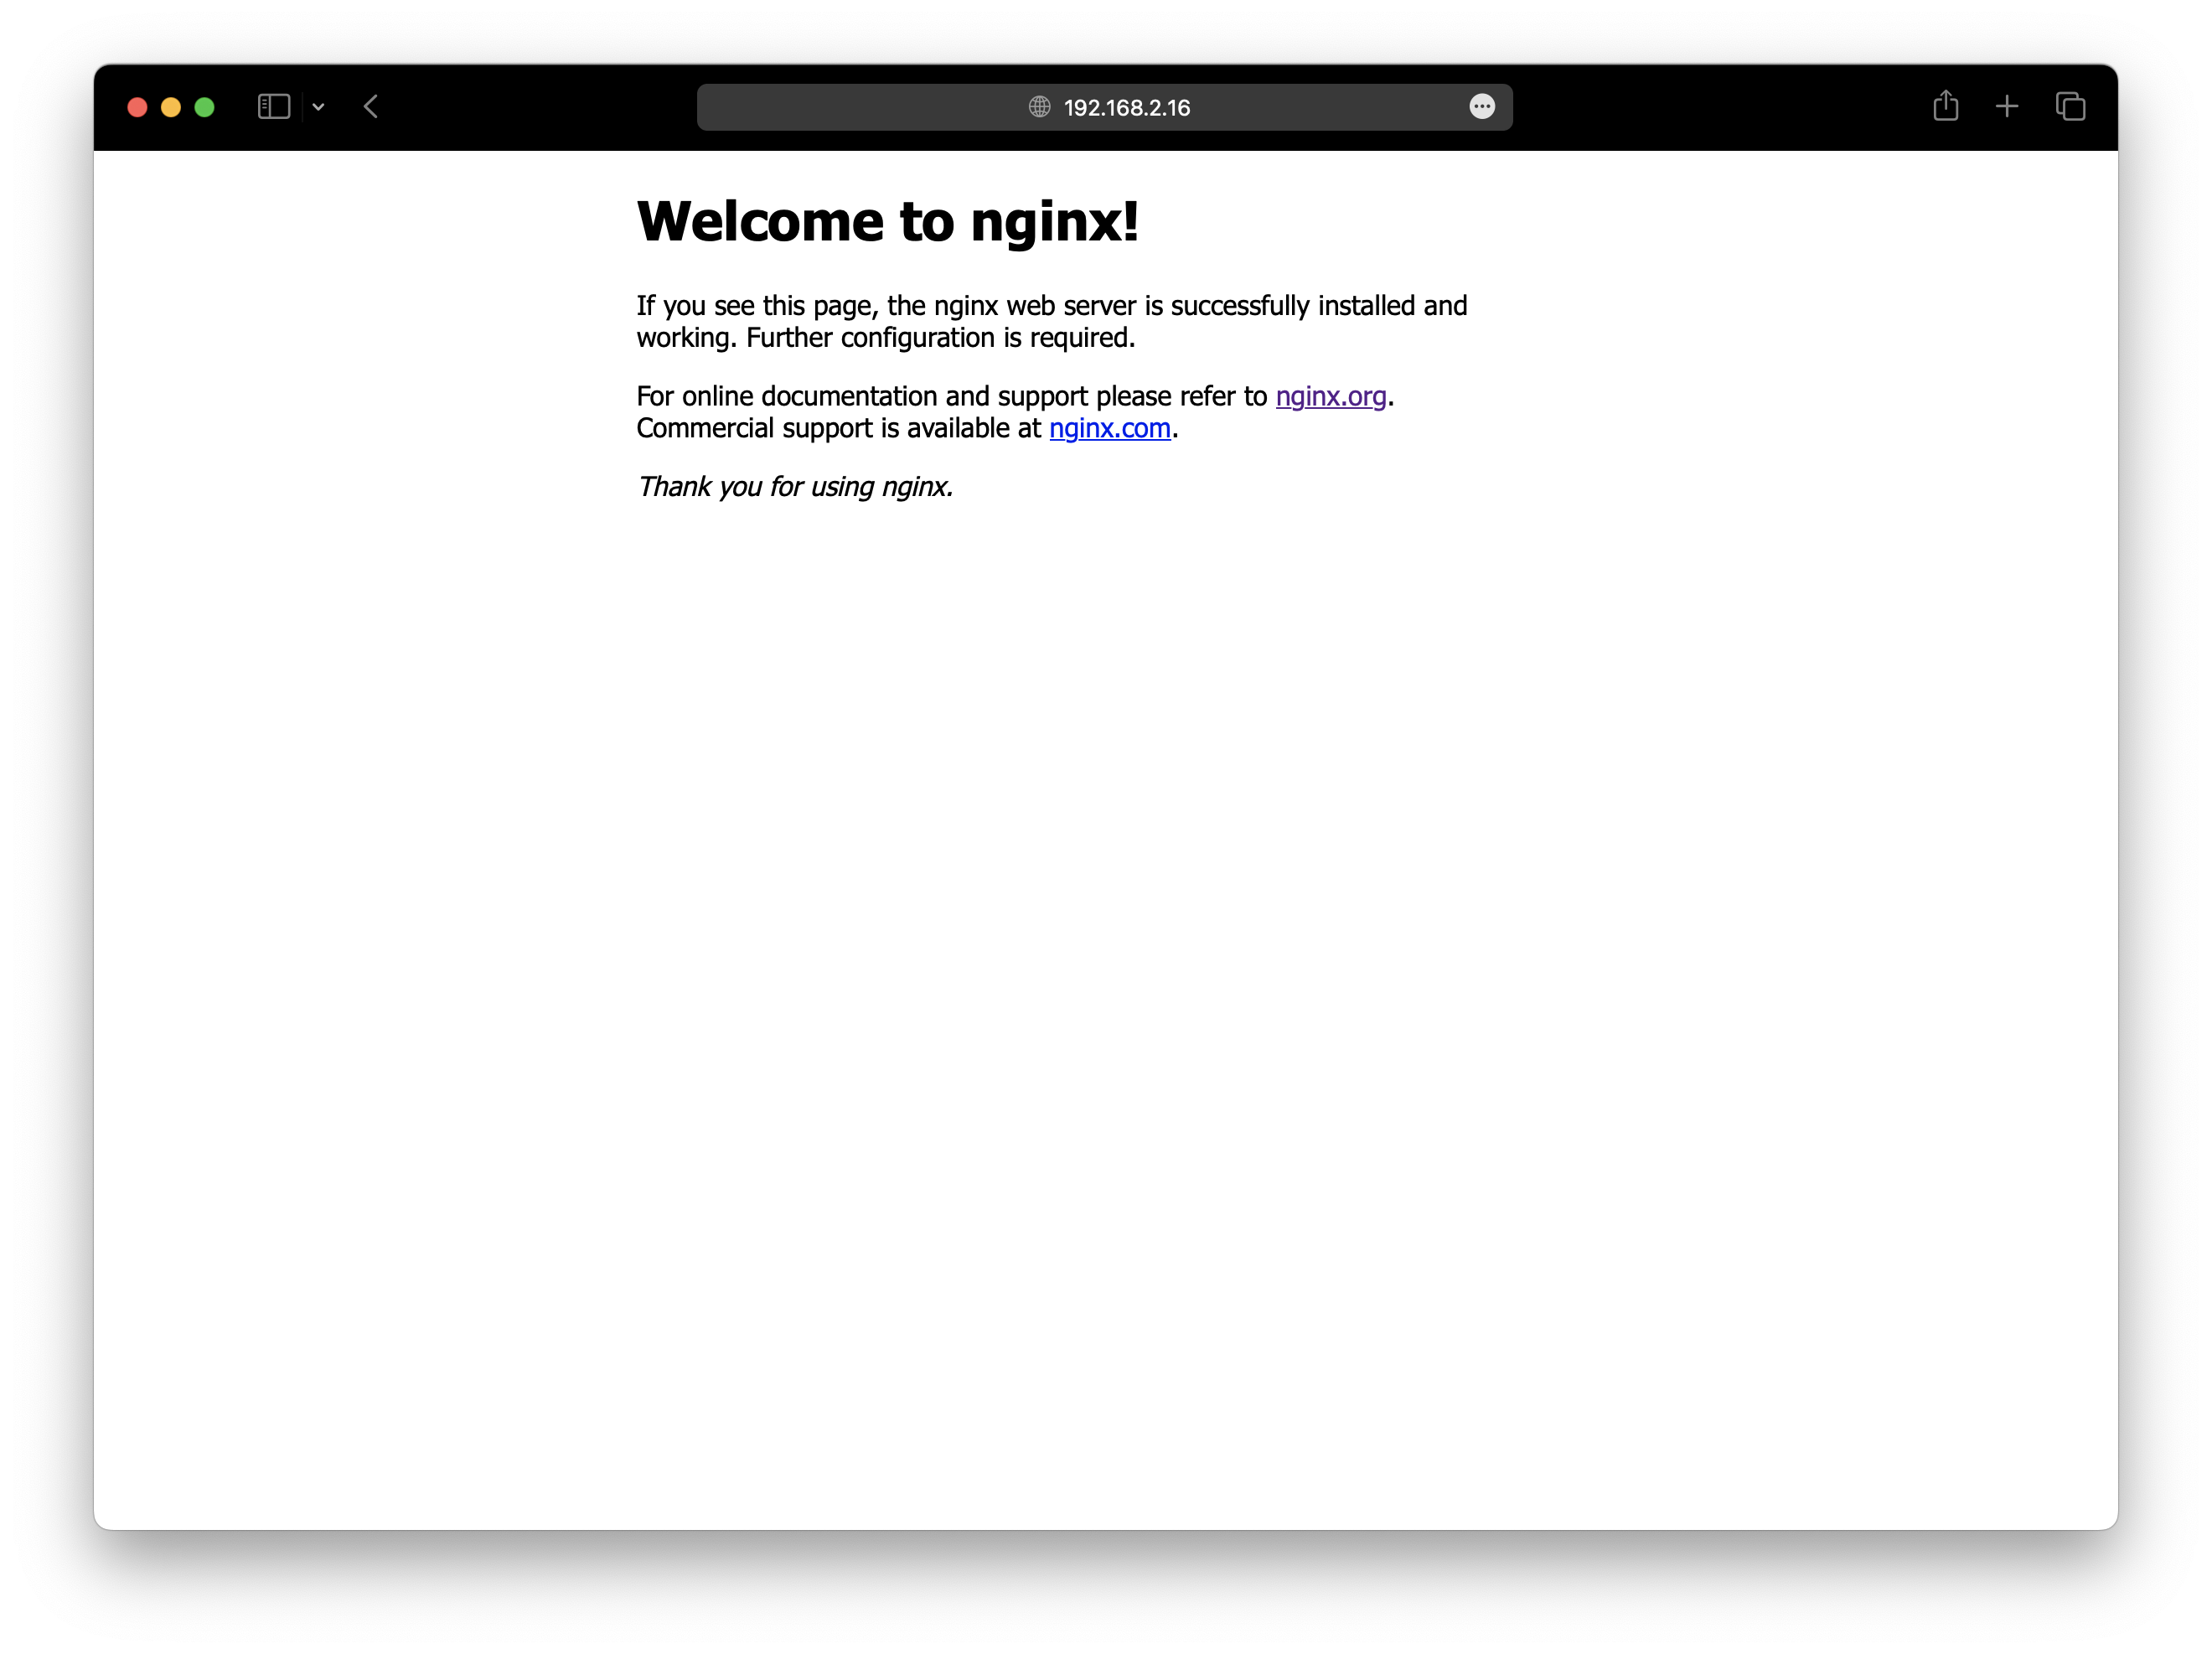 192.168.2.16
Welcome to nginx!
If you see this page, the nginx web server is successfully installed and
working. Further configuration is required.
For online documentation and support please refer to nginx.org.
Commercial support is available at nginx.com.
Thank you for using nginx.